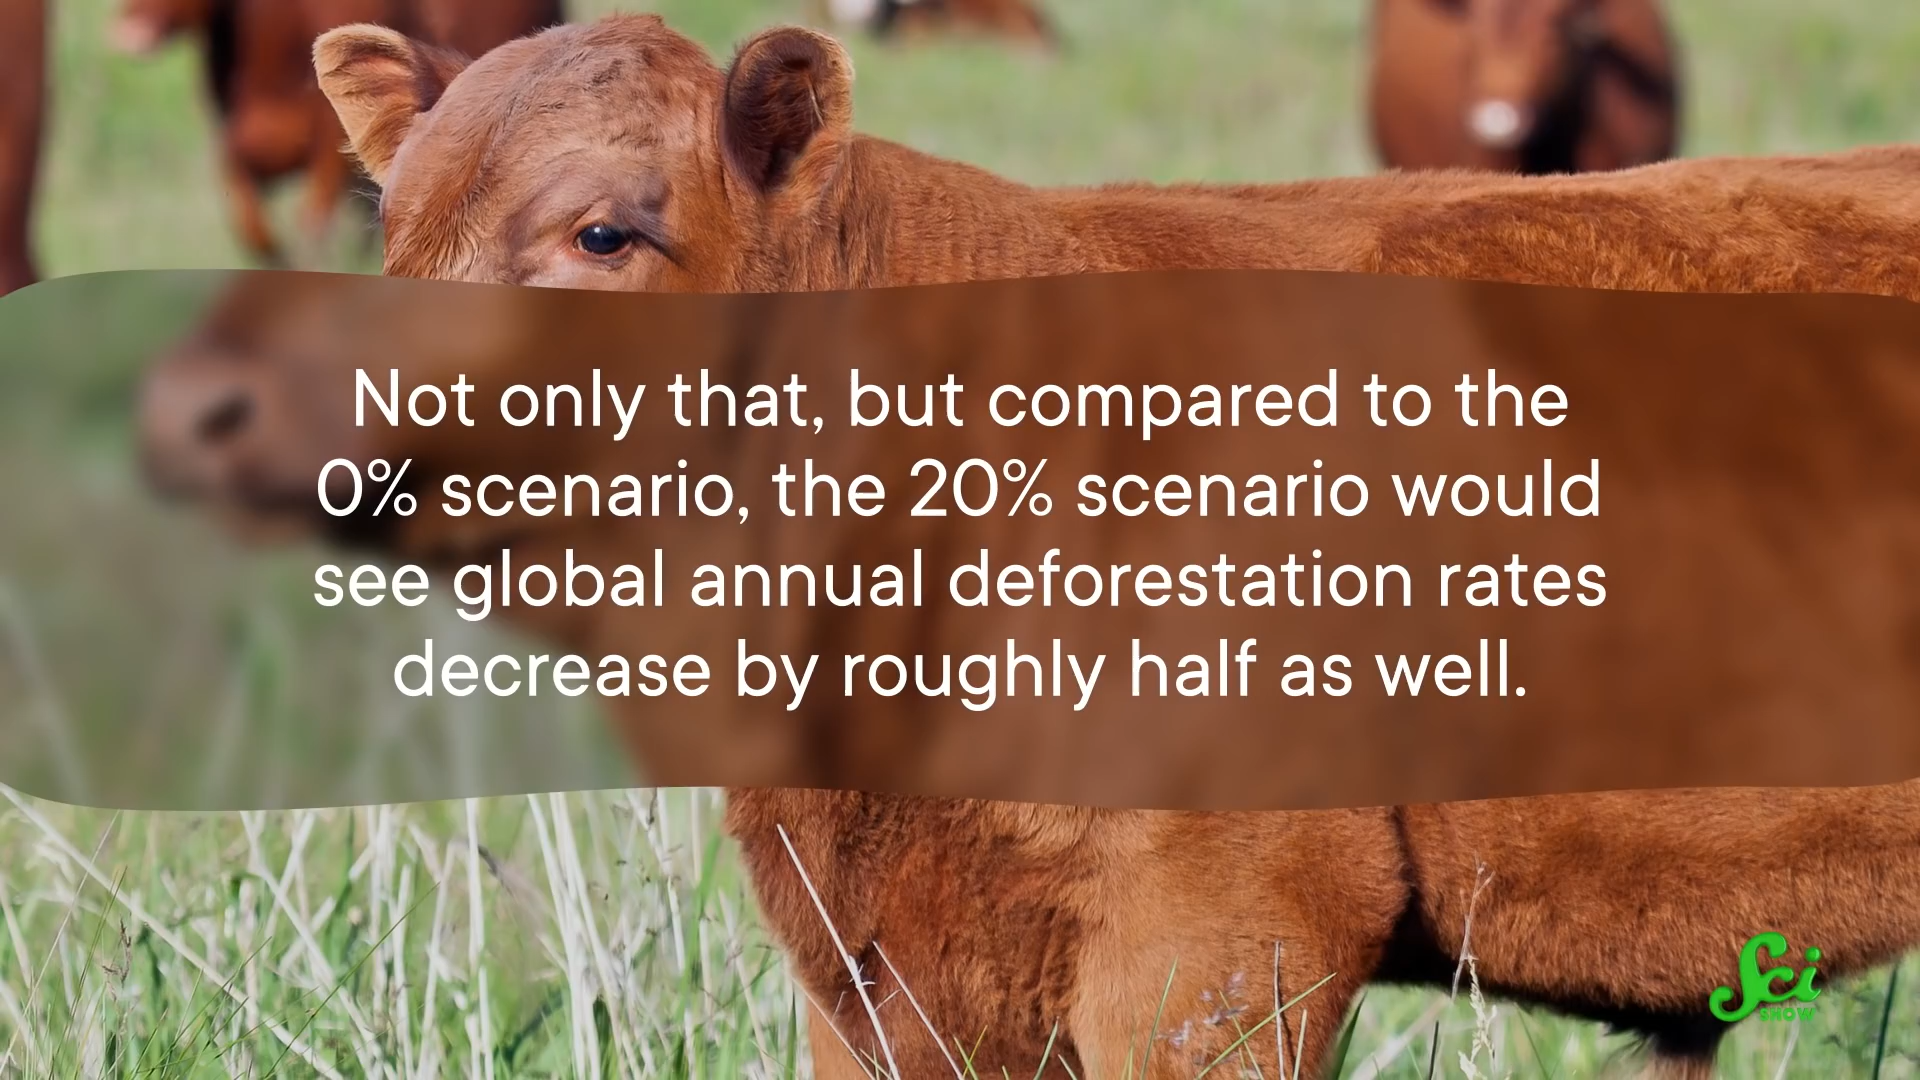 Not only that, but compared to the
0% scenario, the 20% scenario would
see global annual deforestation rates
decrease by roughly half as well.
Sci
SHOW